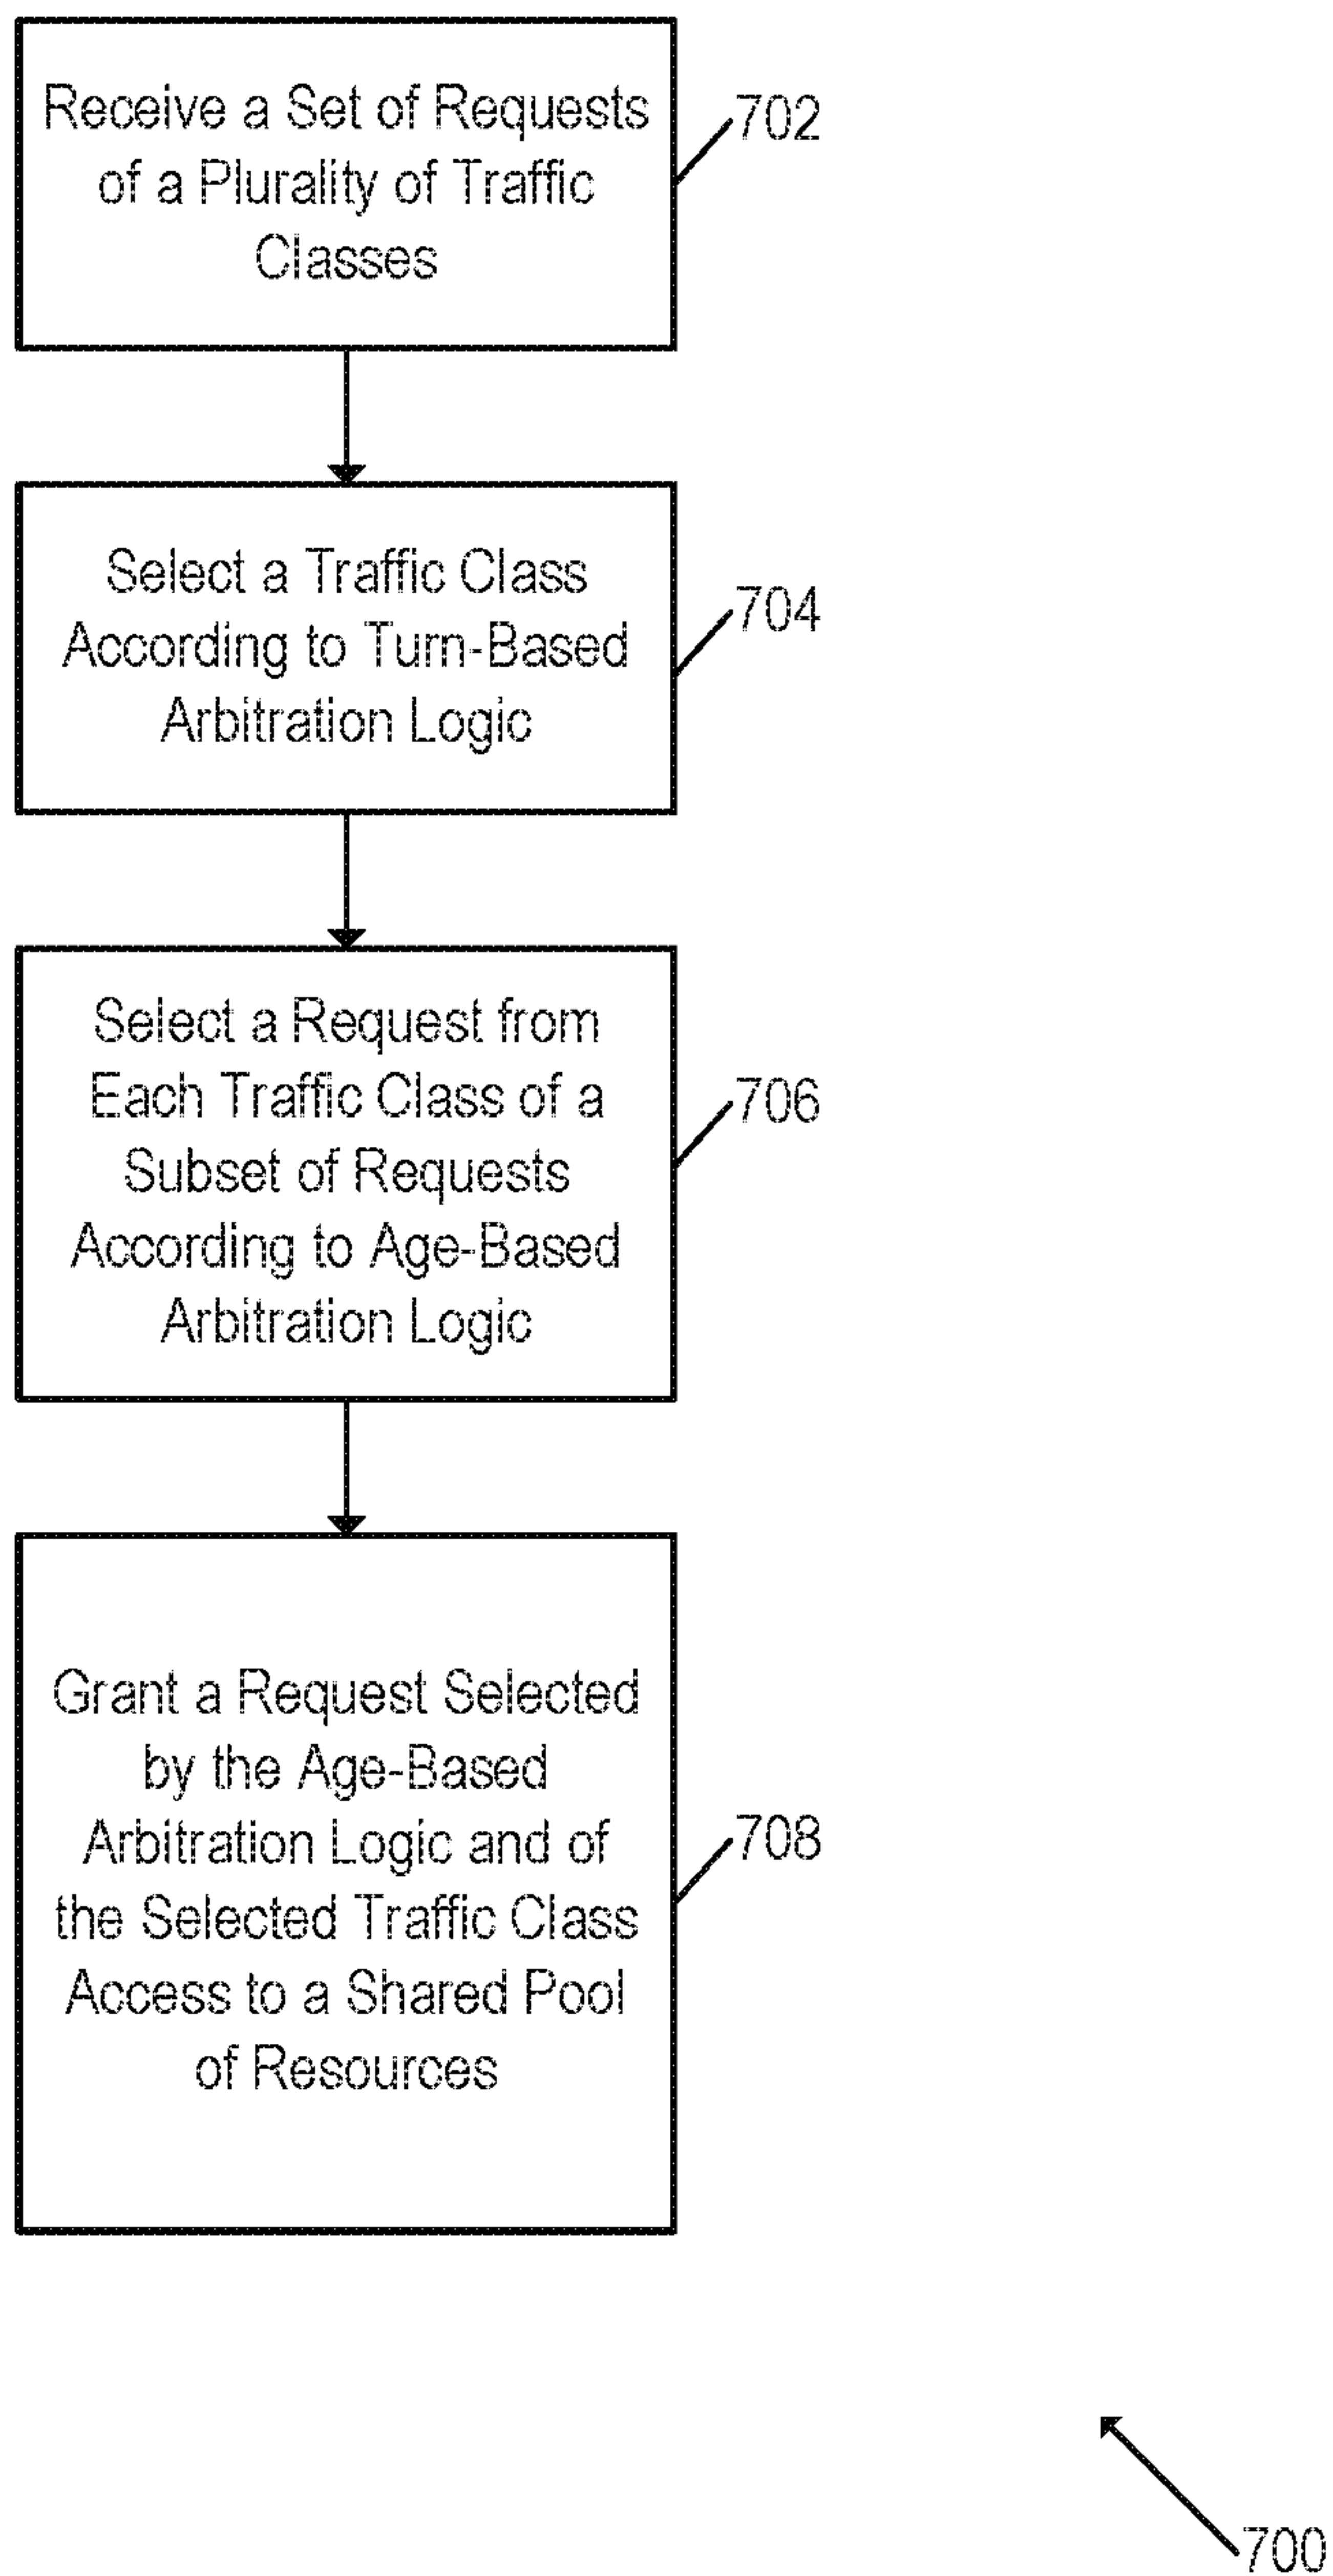 Receive a Set of Requests
of a Plurality of Traffic
Classes
702
Select a Traffic Class
According to Turn-Based
Arbitration Logic
704
Select a Request from
Each Traffic Class of a
Subset of Requests
According to Age-Based
Arbitration Logic
706
Grant a Request Selected
by the Age-Based
Arbitration Logic and of
the Selected Traffic Class
Access to a Shared Pool
of Resources
708
700